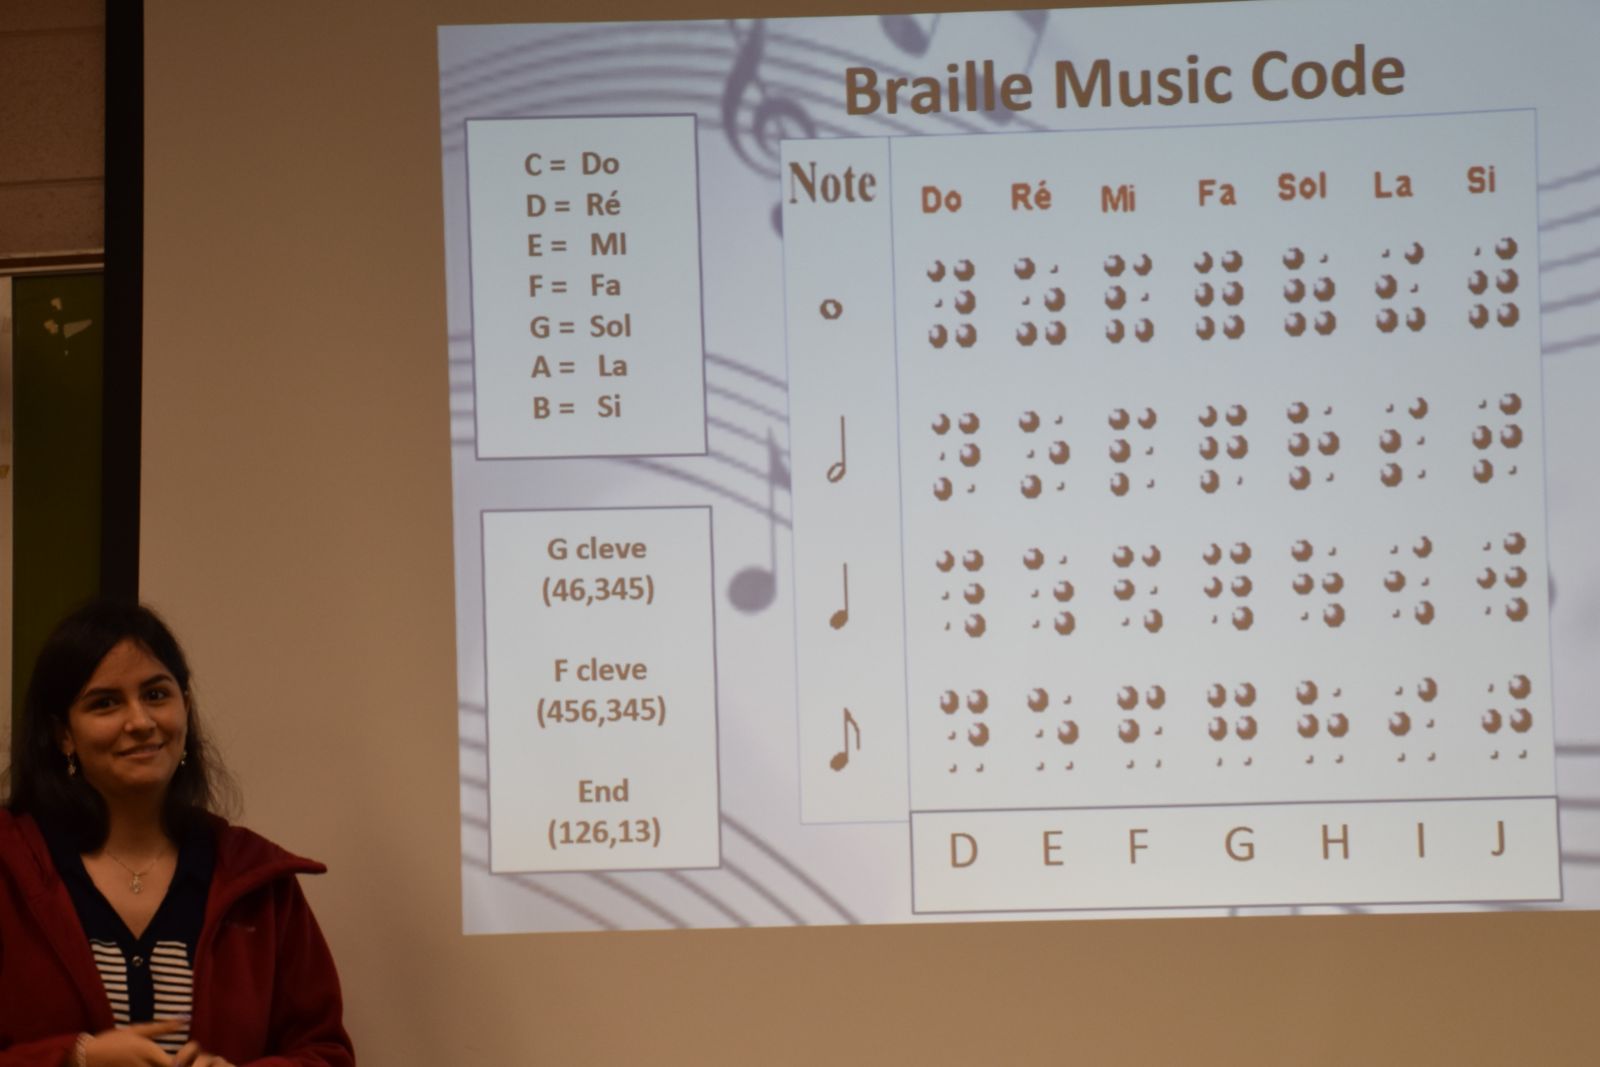 Braille Music Code
C = Do
D = Ré
E = MI
F = Fa
G = Sol
A = La
B = Si
G cleve
(46,345)
F cleve
(456,345)
End
(126,13)
Note Do Ré Mi Fa Sol La Si
D E F G H I J